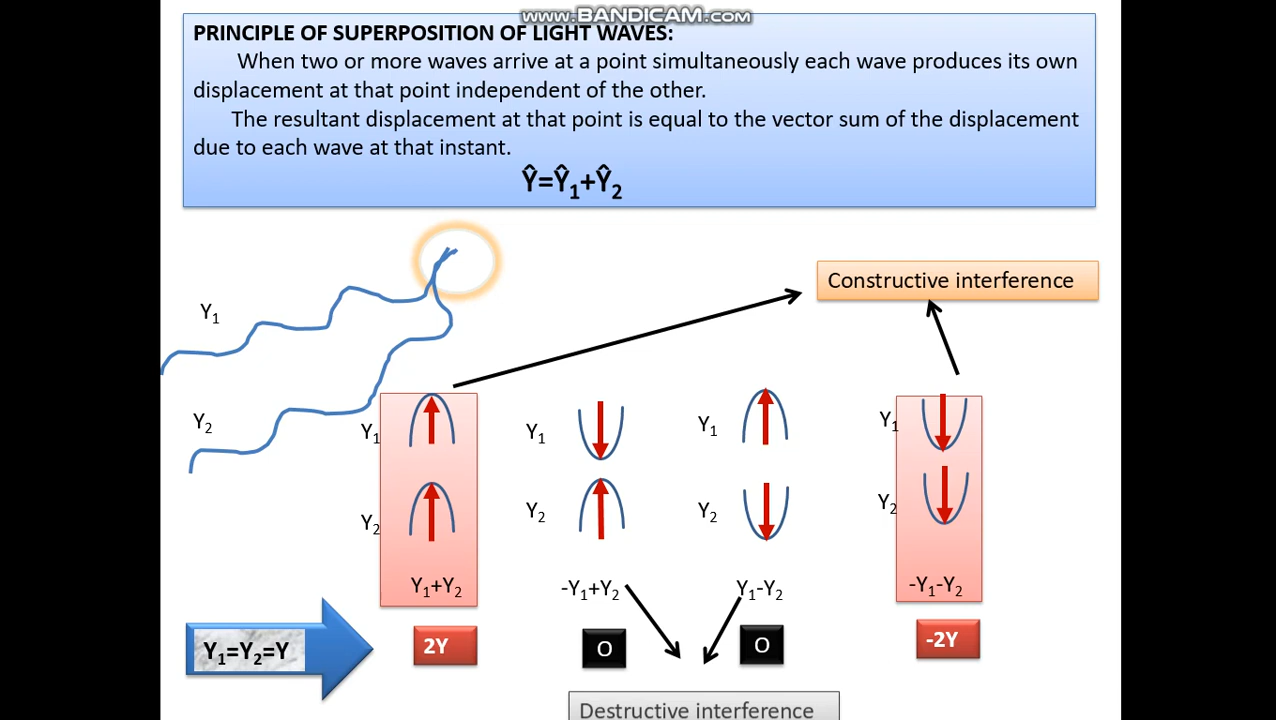 www.BANDICAM.com
PRINCIPLE OF SUPERPOSITION OF LIGHT WAVES:
When two or more waves arrive at a point simultaneously each wave produces its own
displacement at that point independent of the other.
The resultant displacement at that point is equal to the vector sum of the displacement
due to each wave at that instant.
Ŷ=Ŷ₁+Ŷ₂
Constructive interference
Y₁
Y₂
Y₁ Y₁ Y₁ Y₁
Y₂ Y₂ Y₂ Y₂
Y₁+Y₂ -Y₁+Y₂ Y₁-Y₂ -Y₁-Y₂
Y₁=Y₂=Y 2Y O O -2Y
Destructive interference